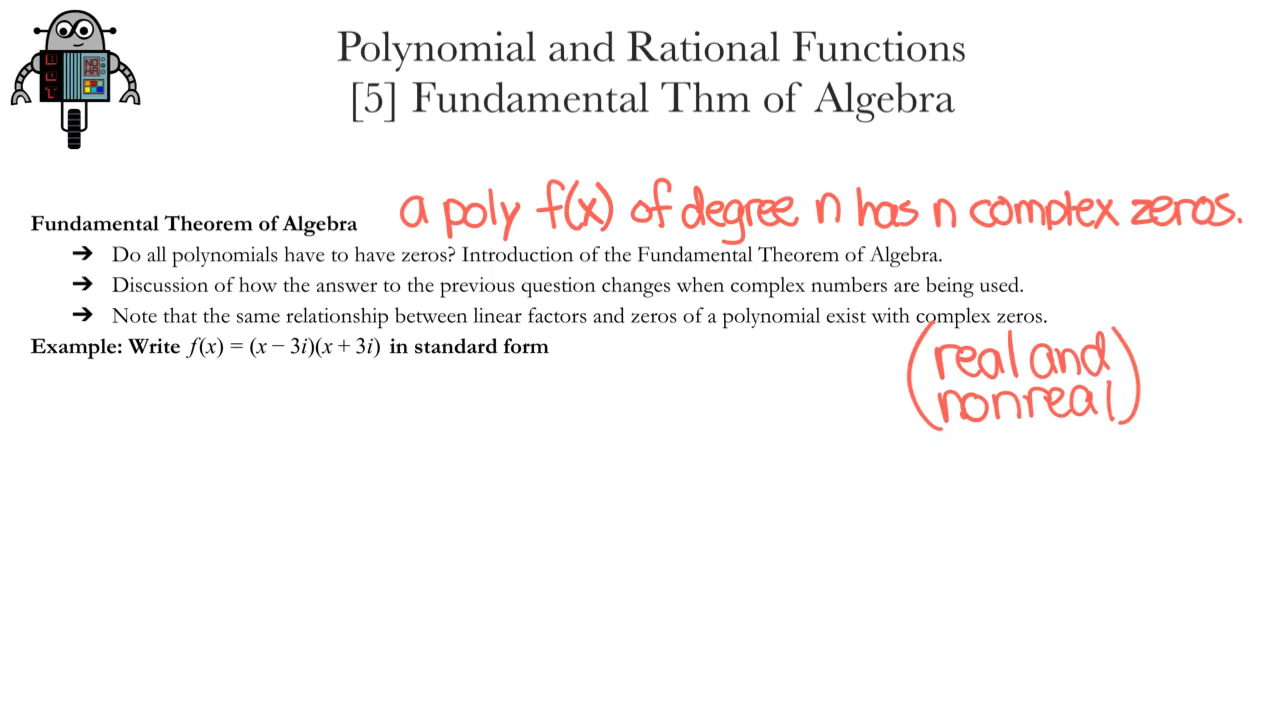 Polynomial and Rational Functions
[5] Fundamental Thm of Algebra
BOT
NO
HA
a poly f(x) of degree n has n complex zeros.
Fundamental Theorem of Algebra
➔ Do all polynomials have to have zeros? Introduction of the Fundamental Theorem of Algebra.
➔ Discussion of how the answer to the previous question changes when complex numbers are being used.
➔ Note that the same relationship between linear factors and zeros of a polynomial exist with complex zeros.
Example: Write f(x) = (x − 3i)(x + 3i) in standard form
(real and
nonreal)